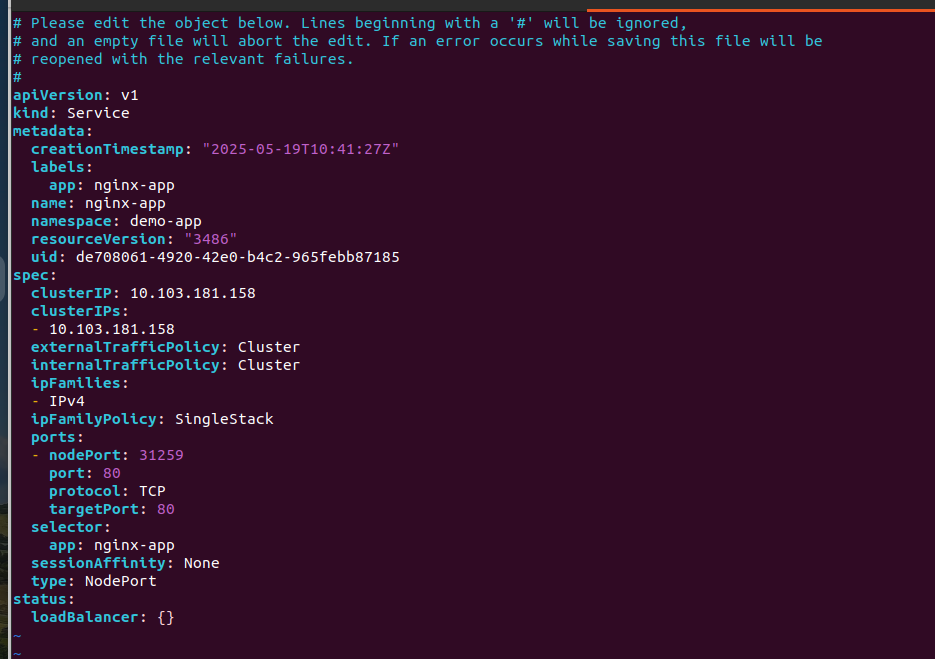 # Please edit the object below. Lines beginning with a '#' will be ignored,
# and an empty file will abort the edit. If an error occurs while saving this file will be
# reopened with the relevant failures.
#
apiVersion: v1
kind: Service
metadata:
  creationTimestamp: "2025-05-19T10:41:27Z"
  labels:
    app: nginx-app
  name: nginx-app
  namespace: demo-app
  resourceVersion: "3486"
  uid: de708061-4920-42e0-b4c2-965febb87185
spec:
  clusterIP: 10.103.181.158
  clusterIPs:
  - 10.103.181.158
  externalTrafficPolicy: Cluster
  internalTrafficPolicy: Cluster
  ipFamilies:
  - IPv4
  ipFamilyPolicy: SingleStack
  ports:
  - nodePort: 31259
    port: 80
    protocol: TCP
    targetPort: 80
  selector:
    app: nginx-app
  sessionAffinity: None
  type: NodePort
status:
  loadBalancer: {}
~
~